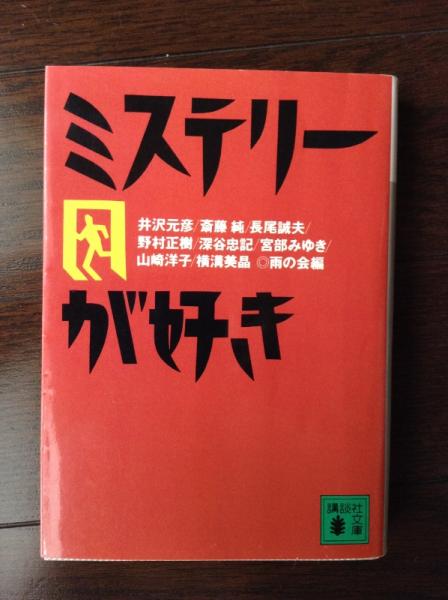 ミステリー
井沢元彦/斎藤 純/長尾誠夫/
野村正樹/深谷忠記/宮部みゆき/
山崎洋子/横溝美晶 ◎雨の会編
が好き
講談社
文庫